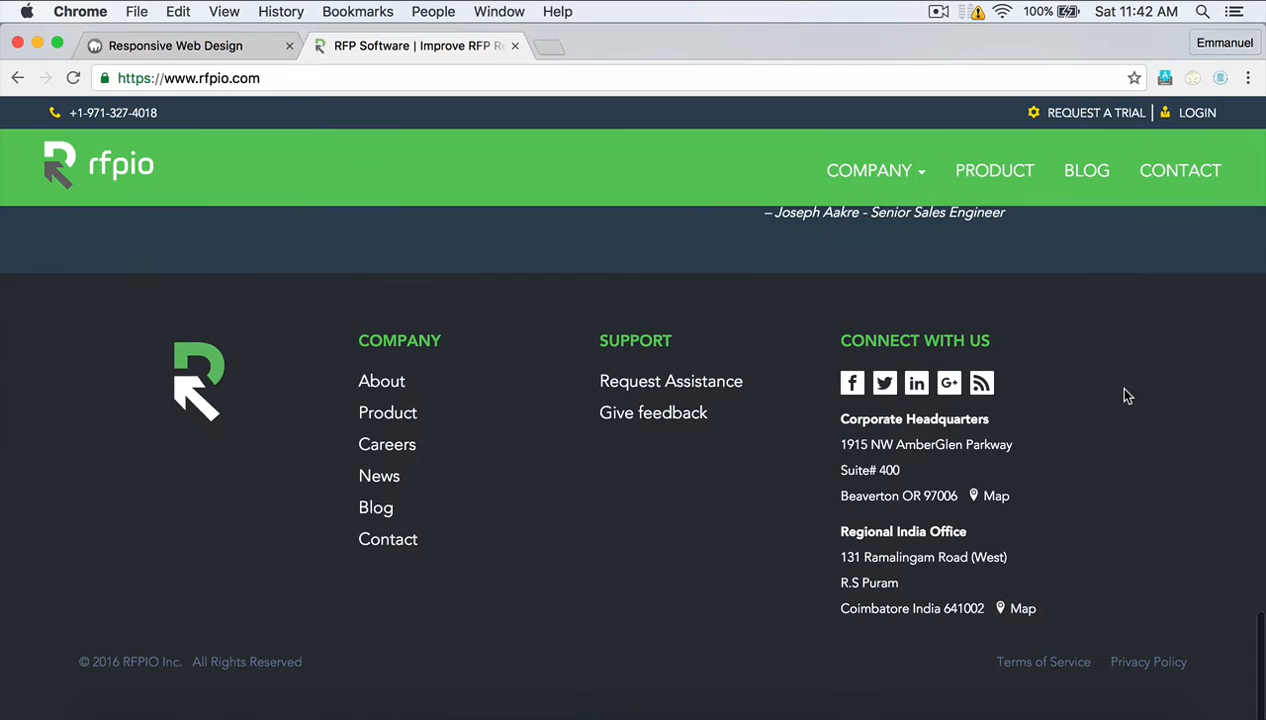 Chrome File Edit View History Bookmarks People Window Help 100% Sat 11:42 AM
Responsive Web Design RFP Software | Improve RFP R Emmanuel
https://www.rfpio.com
+1-971-327-4018 REQUEST A TRIAL LOGIN
rfpio COMPANY PRODUCT BLOG CONTACT
– Joseph Aakre - Senior Sales Engineer
COMPANY
About
Product
Careers
News
Blog
Contact
SUPPORT
Request Assistance
Give feedback
CONNECT WITH US
Corporate Headquarters
1915 NW AmberGlen Parkway
Suite# 400
Beaverton OR 97006 Map
Regional India Office
131 Ramalingam Road (West)
R.S Puram
Coimbatore India 641002 Map
© 2016 RFPIO Inc. All Rights Reserved Terms of Service Privacy Policy